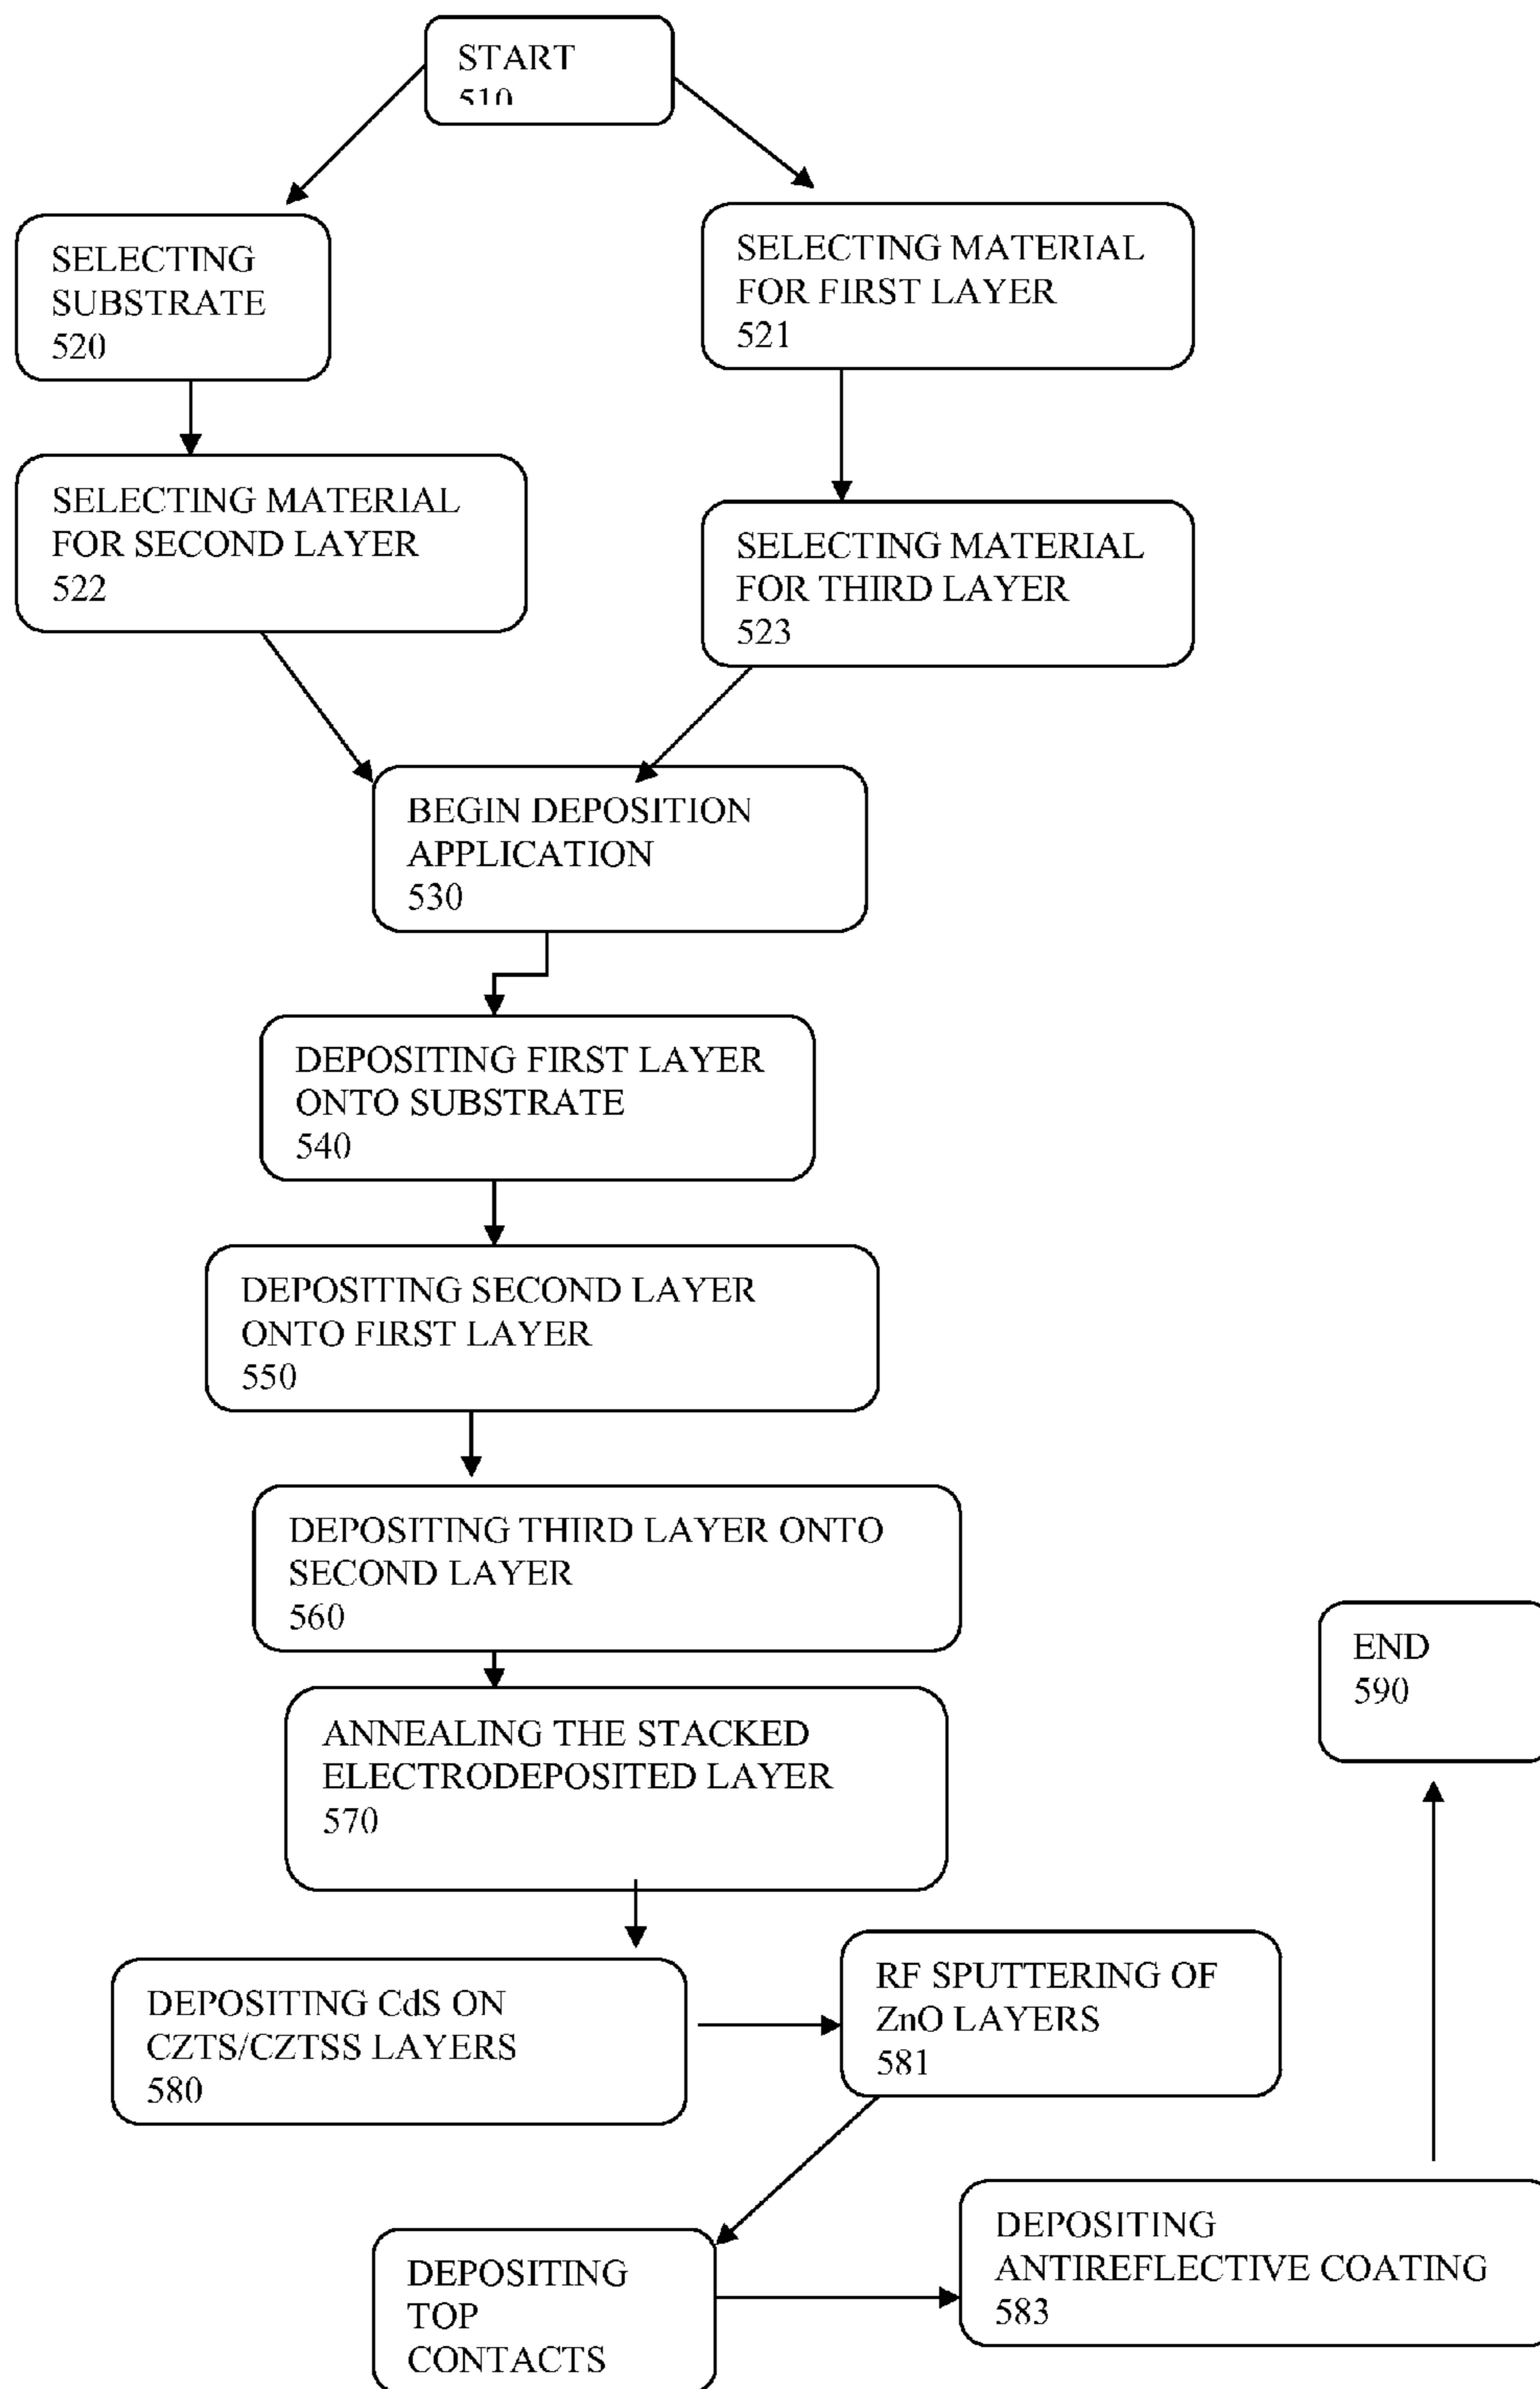 START
510
SELECTING
SUBSTRATE
520
SELECTING MATERIAL
FOR FIRST LAYER
521
SELECTING MATERIAL
FOR SECOND LAYER
522
SELECTING MATERIAL
FOR THIRD LAYER
523
BEGIN DEPOSITION
APPLICATION
530
DEPOSITING FIRST LAYER
ONTO SUBSTRATE
540
DEPOSITING SECOND LAYER
ONTO FIRST LAYER
550
DEPOSITING THIRD LAYER ONTO
SECOND LAYER
560
ANNEALING THE STACKED
ELECTRODEPOSITED LAYER
570
DEPOSITING CdS ON
CZTS/CZTSS LAYERS
580
RF SPUTTERING OF
ZnO LAYERS
581
DEPOSITING
TOP
CONTACTS
DEPOSITING
ANTIREFLECTIVE COATING
583
END
590